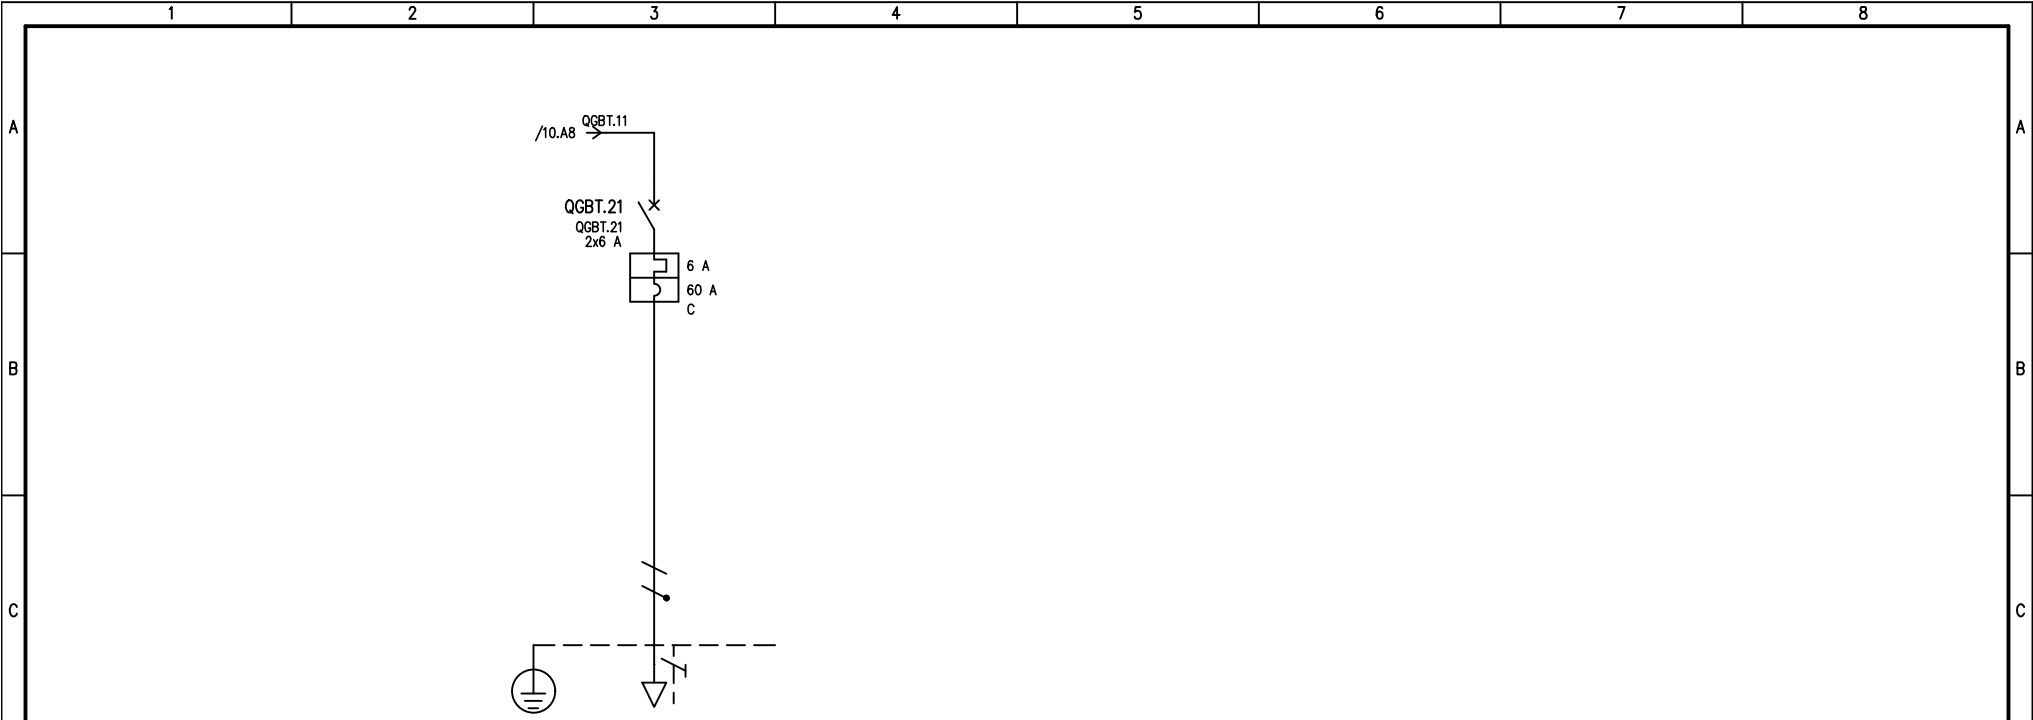 1 2 3 4 5 6 7 8
A A
QGBT.11
/10.A8
QGBT.21
QGBT.21
2x6 A
6 A
60 A
C
B B
C C